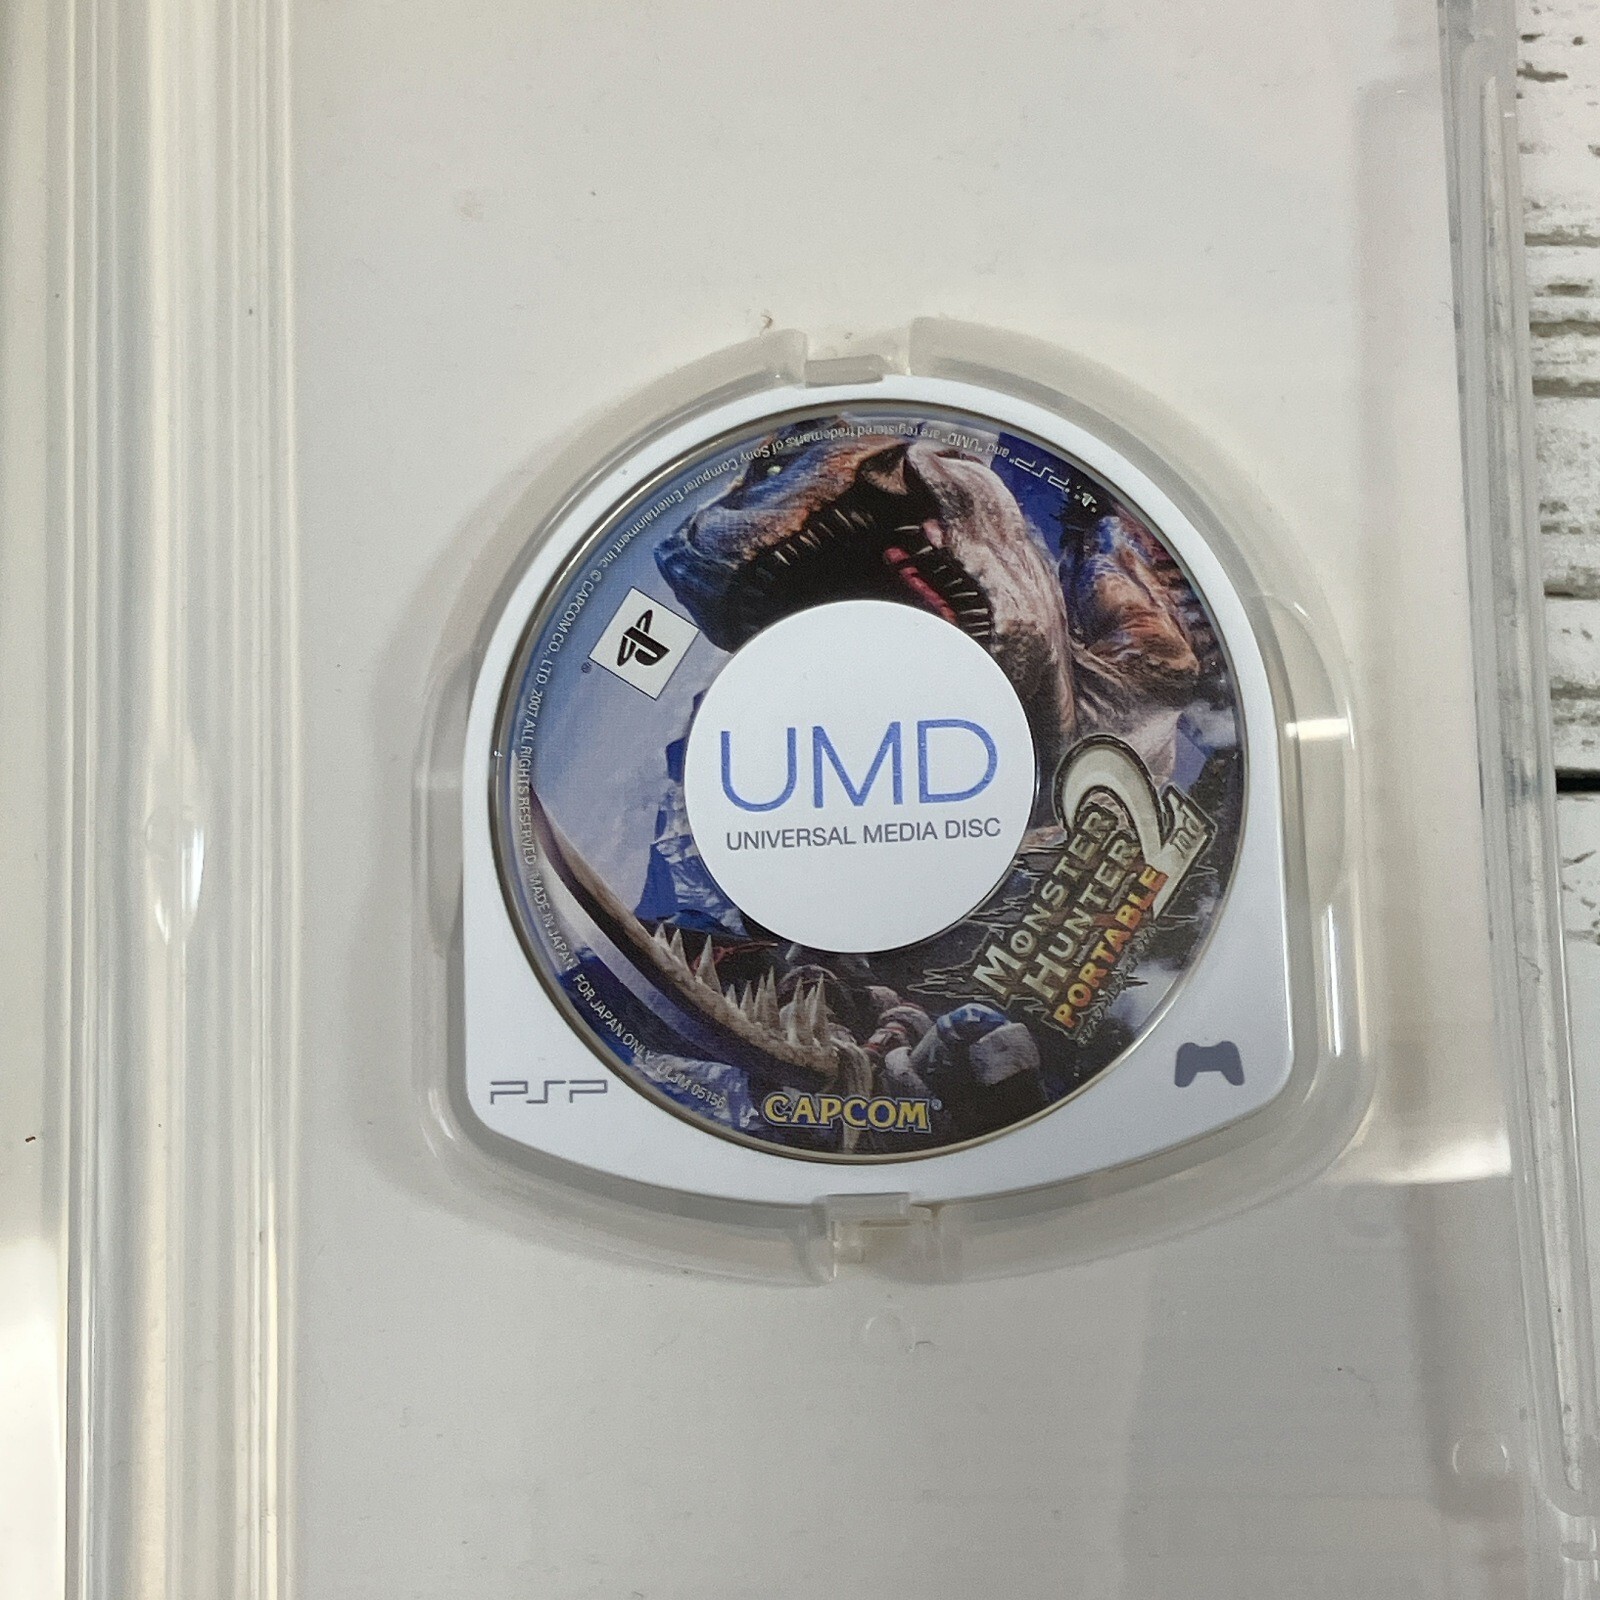 "PSP" and "UMD" are registered trademarks of Sony Computer Entertainment Inc. © CAPCOM CO., LTD. 2007 ALL RIGHTS RESERVED. MADE IN JAPAN FOR JAPAN ONLY ULJM 05156
UMD
UNIVERSAL MEDIA DISC
MONSTER
HUNTER
PORTABLE
2nd
CAPCOM®
PSP